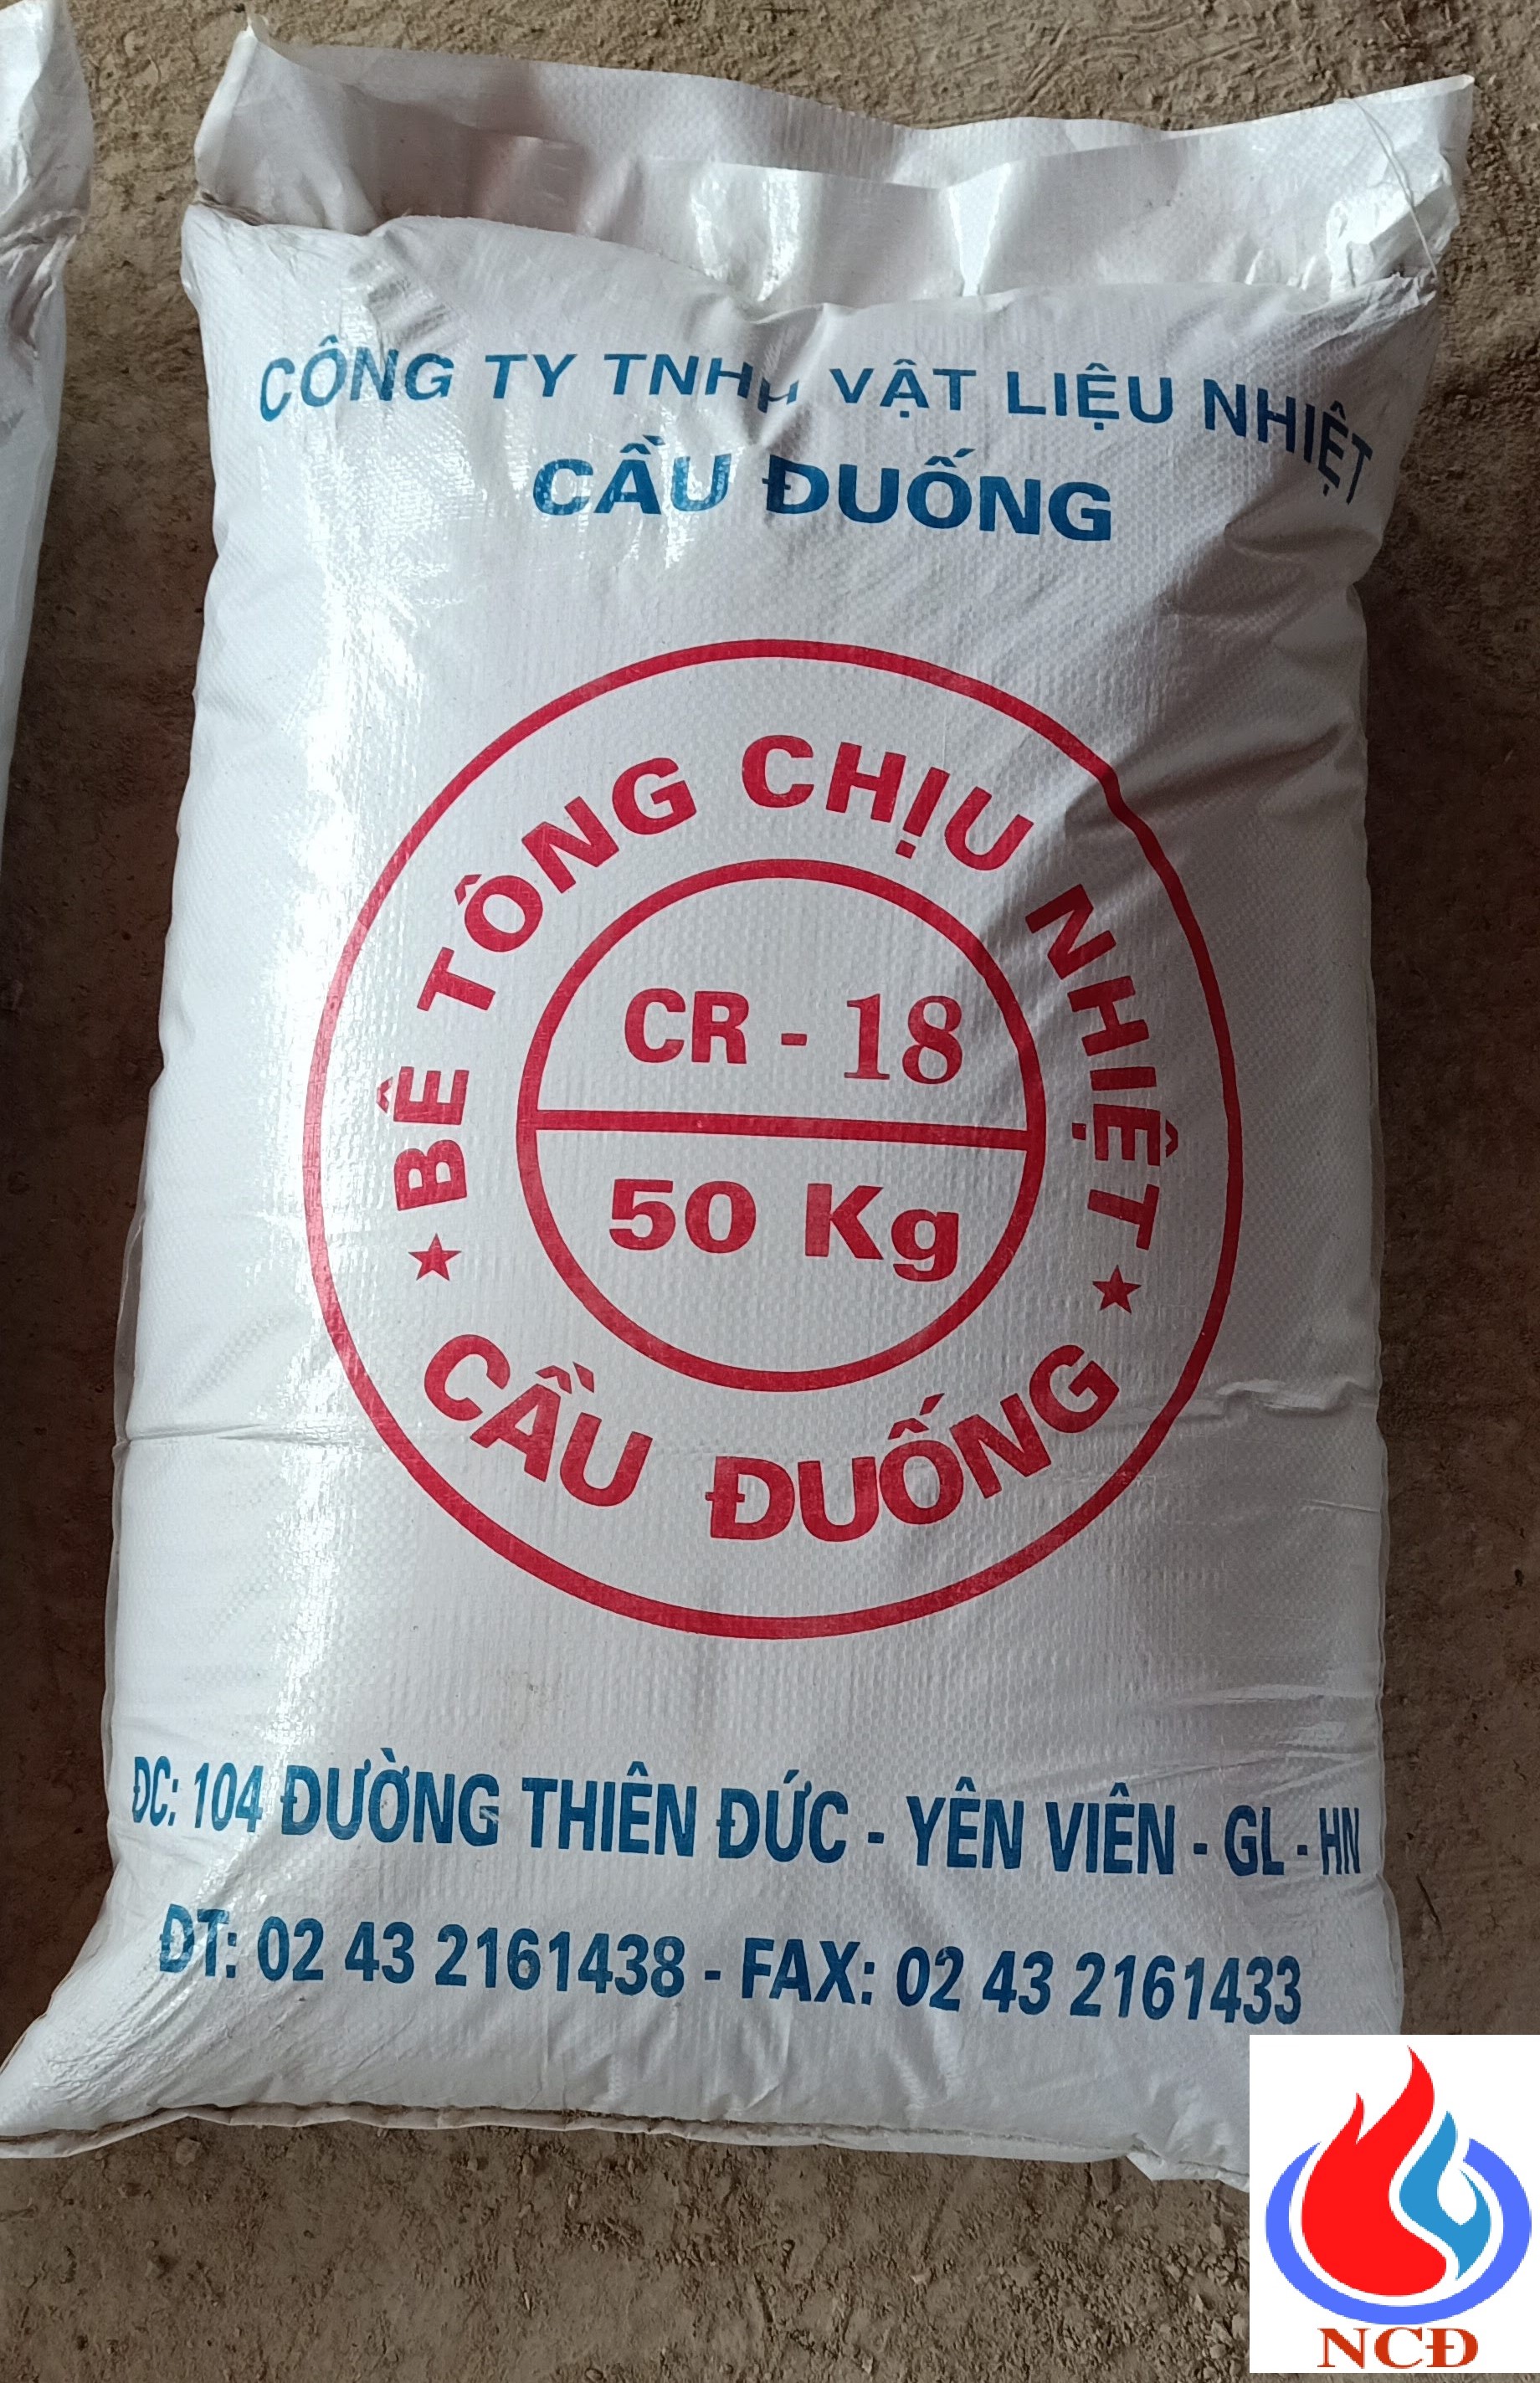 CÔNG TY TNHH VẬT LIỆU NHIỆT
CẦU ĐUỐNG
BÊ TÔNG CHỊU NHIỆT
CR - 18
50 Kg
CẦU ĐUỐNG
ĐC: 104 ĐƯỜNG THIÊN ĐỨC - YÊN VIÊN - GL - HN
ĐT: 02 43 2161438 - FAX: 02 43 2161433
NCĐ